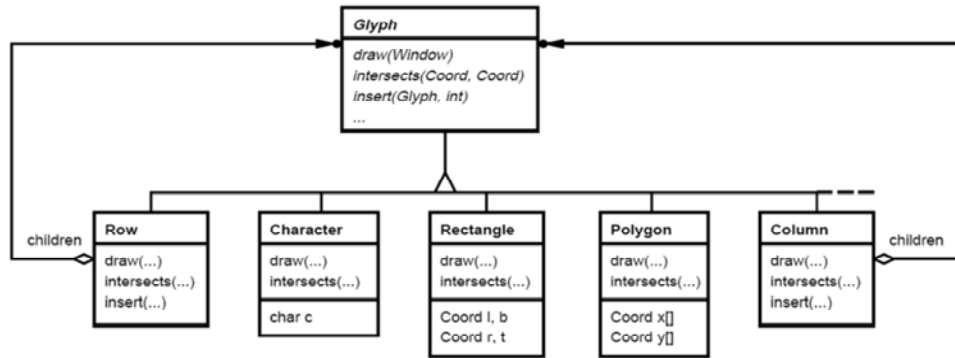 Glyph
draw(Window)
intersects(Coord, Coord)
insert(Glyph, int)
...
children
Row
draw(...)
intersects(...)
insert(...)
Character
draw(...)
intersects(...)
char c
Rectangle
draw(...)
intersects(...)
Coord l, b
Coord r, t
Polygon
draw(...)
intersects(...)
Coord x[]
Coord y[]
Column
draw(...)
intersects(...)
insert(...)
children